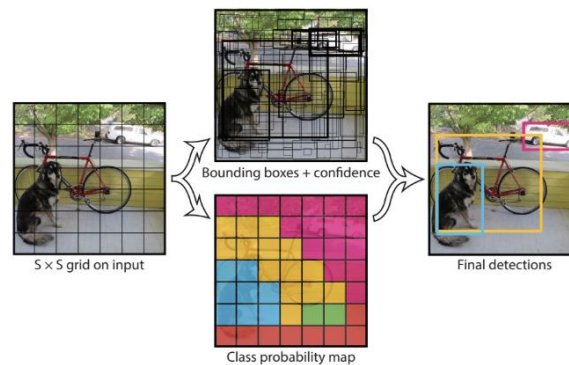 Bounding boxes + confidence
S × S grid on input
Final detections
Class probability map